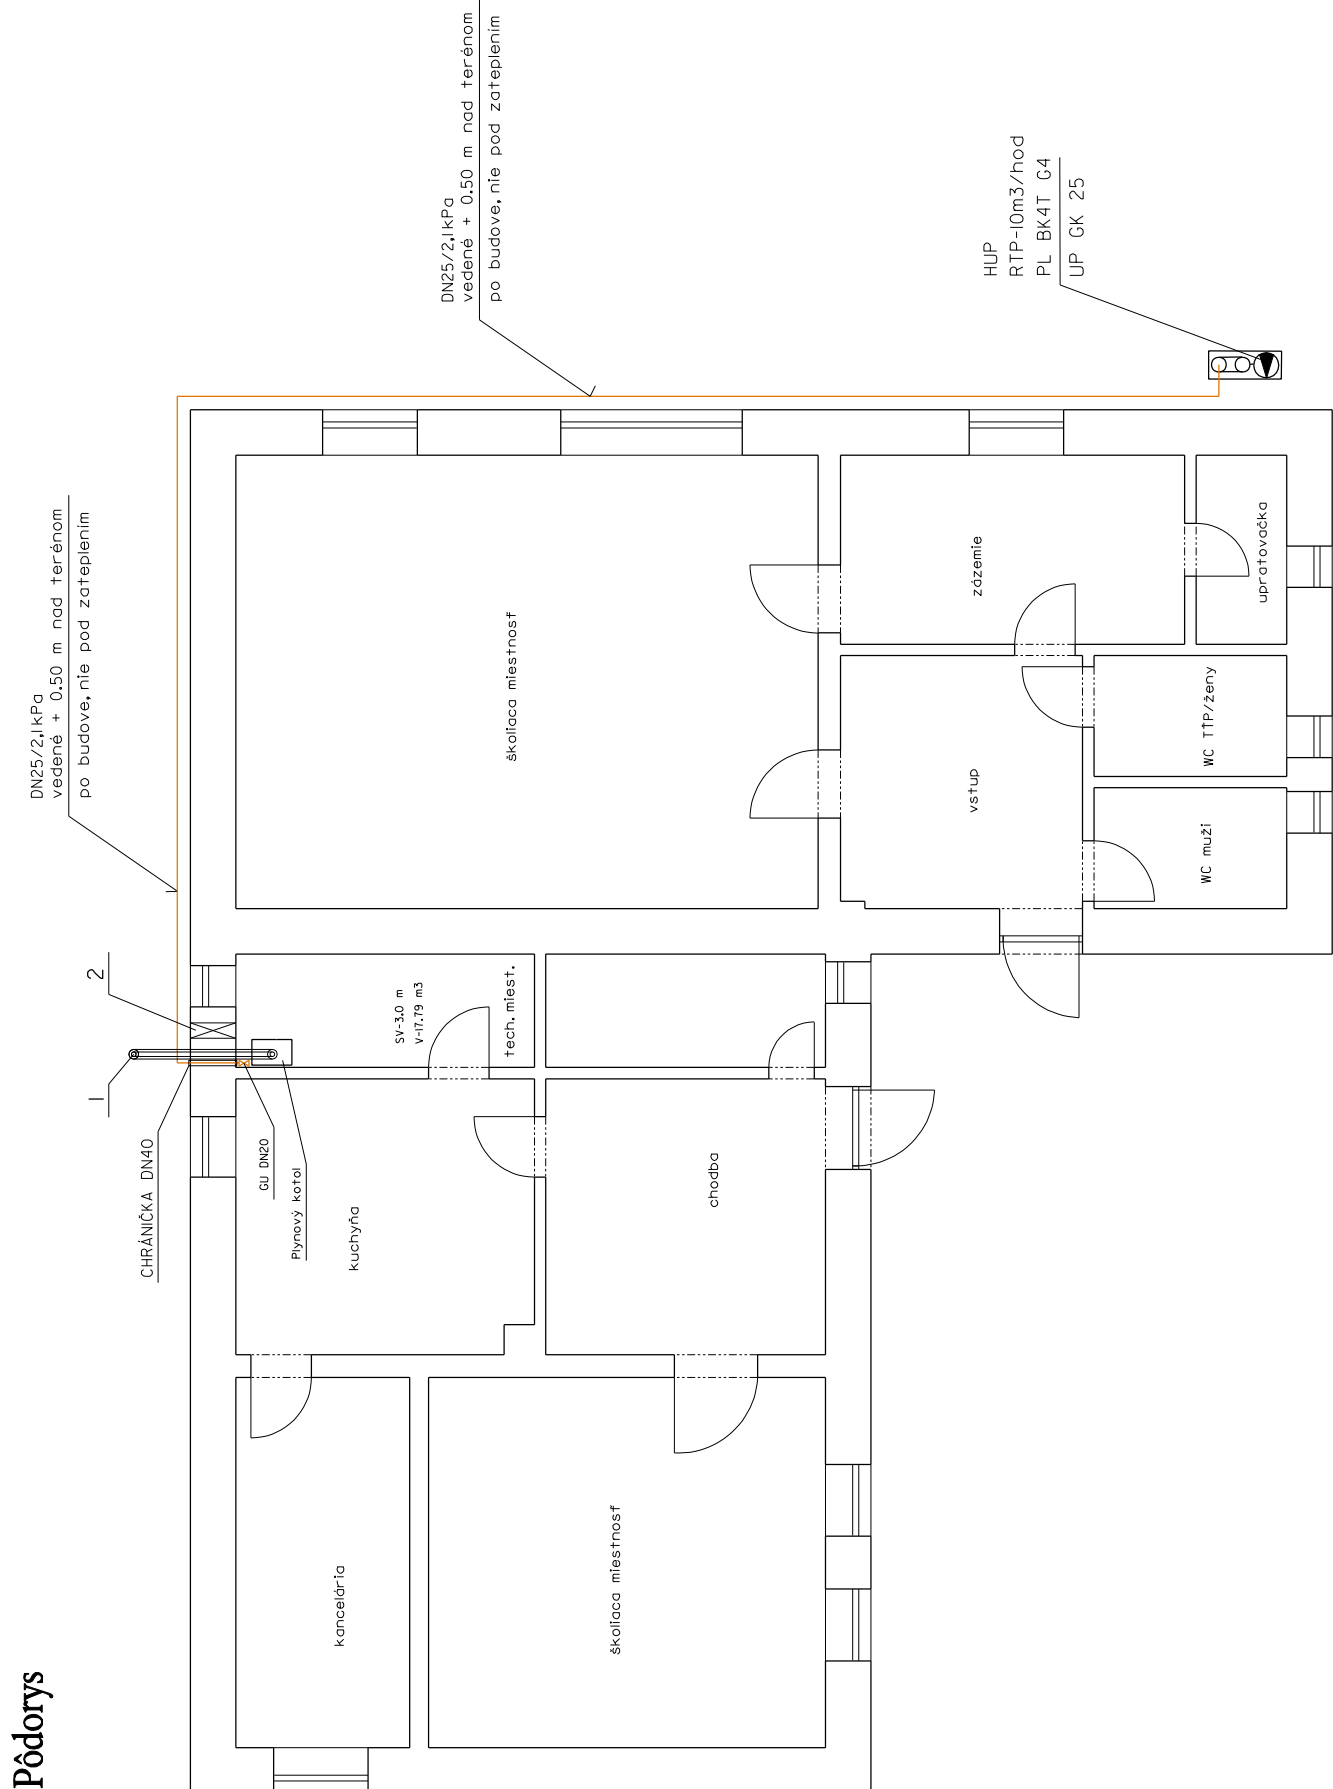 Pôdorys
DN25/2,1kPa
vedené + 0.50 m nad terénom
po budove,nie pod zateplením
DN25/2,1kPa
vedené + 0.50 m nad terénom
po budove,nie pod zateplením
HUP
RTP-10m3/hod
PL BK4T G4
UP GK 25
1
2
CHRÁNIČKA DN40
GU DN20
Plynový kotol
kancelária
kuchyňa
SV-3.0 m
V-17.79 m3
tech. miest.
školiaca miestnosť
školiaca miestnosť
chodba
vstup
zázemie
WC muži
WC TŤP/ženy
upratovačka